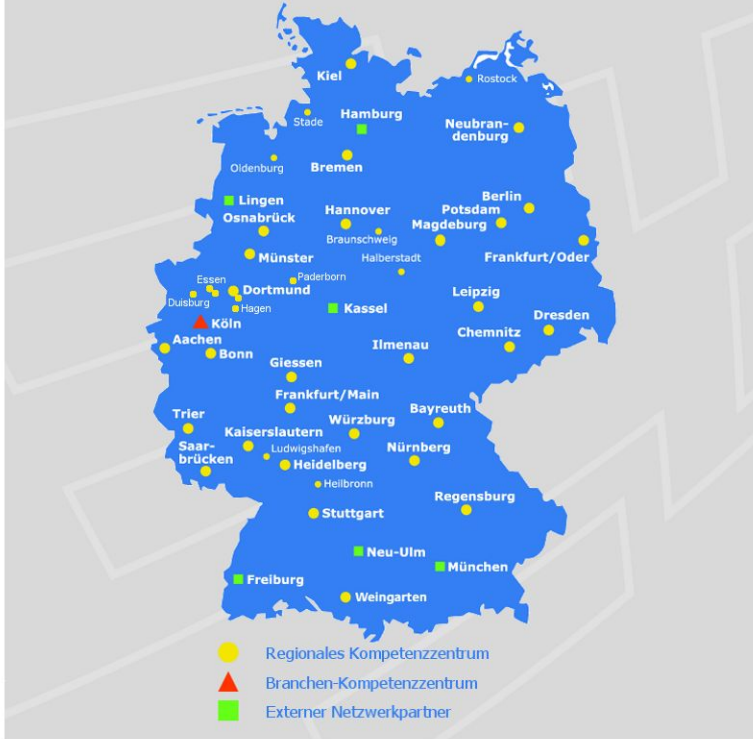 Kiel
Rostock
Stade
Hamburg
Neubran-
denburg
Oldenburg
Bremen
Lingen
Berlin
Osnabrück
Hannover
Potsdam
Magdeburg
Braunschweig
Münster
Halberstadt
Frankfurt/Oder
Essen
Paderborn
Duisburg
Dortmund
Leipzig
Hagen
Kassel
Dresden
Köln
Chemnitz
Aachen
Ilmenau
Bonn
Giessen
Frankfurt/Main
Trier
Bayreuth
Würzburg
Kaiserslautern
Saar-
brücken
Ludwigshafen
Nürnberg
Heidelberg
Heilbronn
Regensburg
Stuttgart
Neu-Ulm
München
Freiburg
Weingarten
Regionales Kompetenzzentrum
Branchen-Kompetenzzentrum
Externer Netzwerkpartner